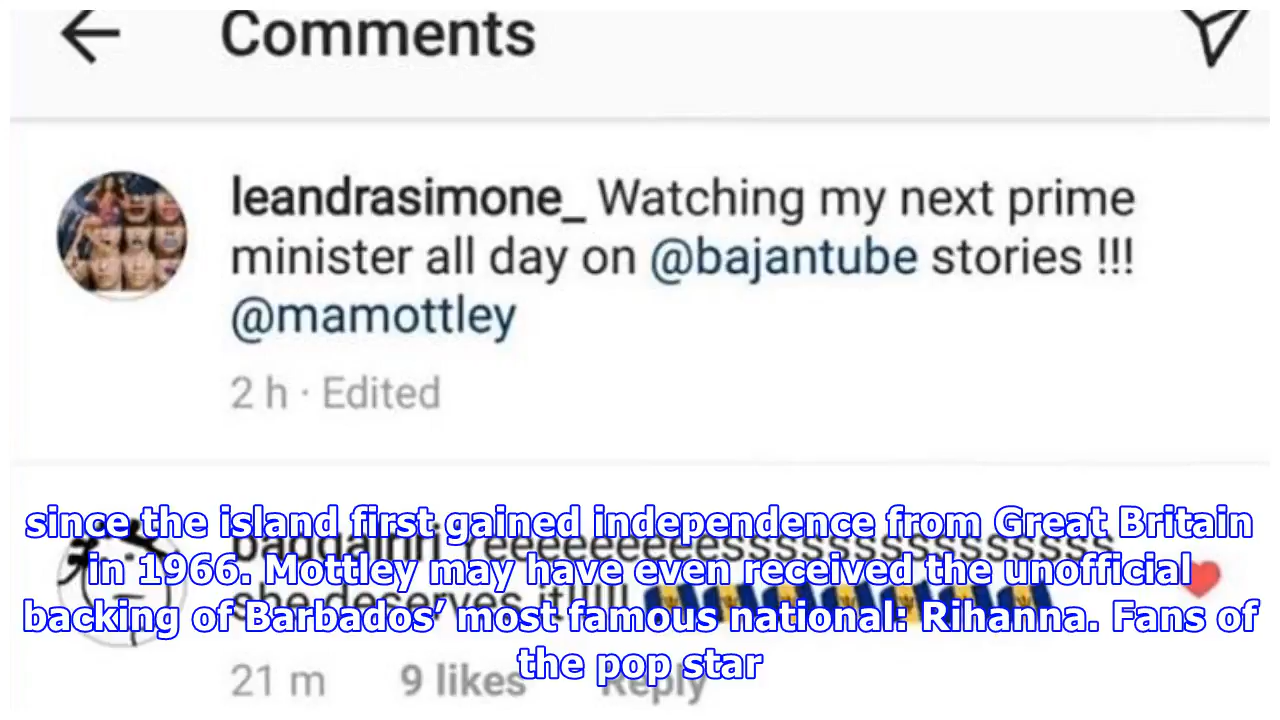 Comments
leandrasimone_ Watching my next prime
minister all day on @bajantube stories !!!
@mamottley
2 h · Edited
since the island first gained independence from Great Britain
in 1966. Mottley may have even received the unofficial
she deserves it!!!!
backing of Barbados’ most famous national: Rihanna. Fans of
the pop star
21 m 9 likes Reply